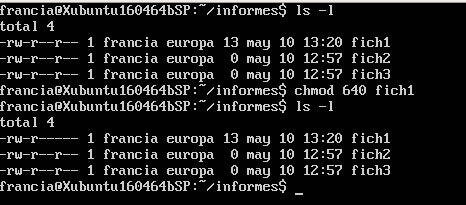 francia@Xubuntu160464bSP:~/informes$ ls -l
total 4
-rw-r--r-- 1 francia europa 13 may 10 13:20 fich1
-rw-r--r-- 1 francia europa  0 may 10 12:57 fich2
-rw-r--r-- 1 francia europa  0 may 10 12:57 fich3
francia@Xubuntu160464bSP:~/informes$ chmod 640 fich1
francia@Xubuntu160464bSP:~/informes$ ls -l
total 4
-rw-r----- 1 francia europa 13 may 10 13:20 fich1
-rw-r--r-- 1 francia europa  0 may 10 12:57 fich2
-rw-r--r-- 1 francia europa  0 may 10 12:57 fich3
francia@Xubuntu160464bSP:~/informes$ _